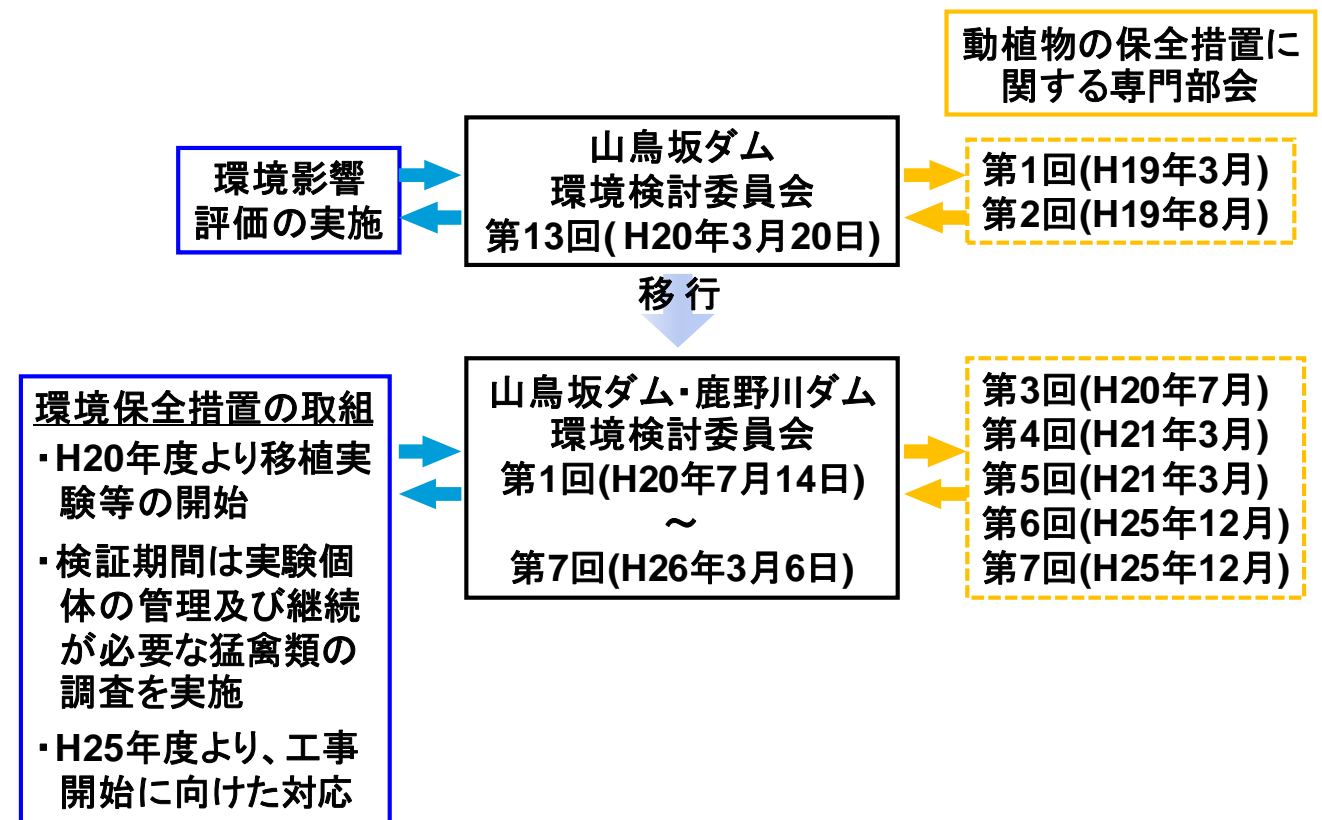 動植物の保全措置に
関する専門部会
環境影響
評価の実施
山鳥坂ダム
環境検討委員会
第13回( H20年3月20日)
第1回(H19年3月)
第2回(H19年8月)
移 行
環境保全措置の取組
・H20年度より移植実
験等の開始
・検証期間は実験個
体の管理及び継続
が必要な猛禽類の
調査を実施
・H25年度より、工事
開始に向けた対応
山鳥坂ダム・鹿野川ダム
環境検討委員会
第1回(H20年7月14日)
～
第7回(H26年3月6日)
第3回(H20年7月)
第4回(H21年3月)
第5回(H21年3月)
第6回(H25年12月)
第7回(H25年12月)